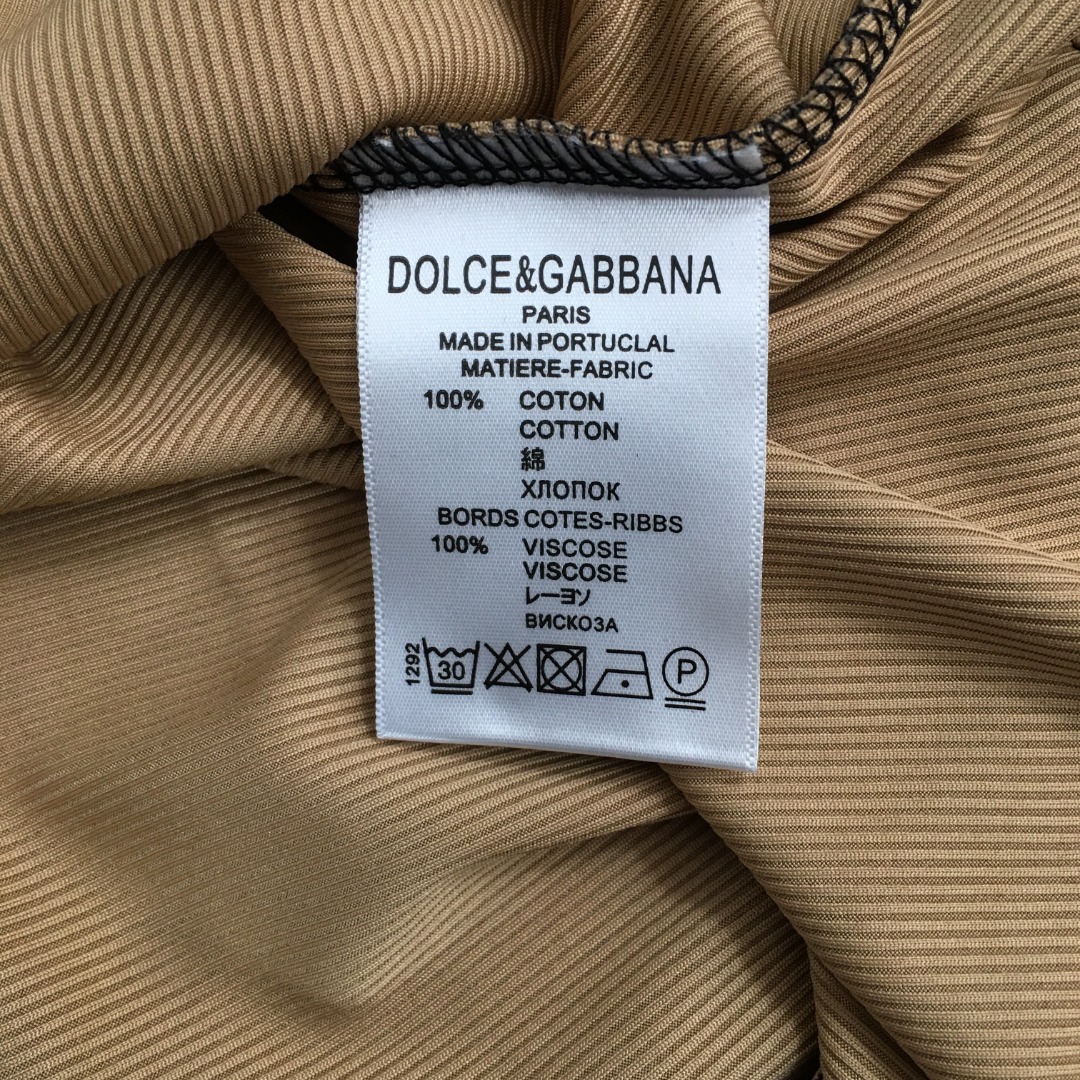 DOLCE&GABBANA
PARIS
MADE IN PORTUCLAL
MATIERE-FABRIC
100% COTON
COTTON
綿
ХЛОПОК
BORDS COTES-RIBBS
100% VISCOSE
VISCOSE
レーヨソ
ВИСКОЗА
1292 30 P